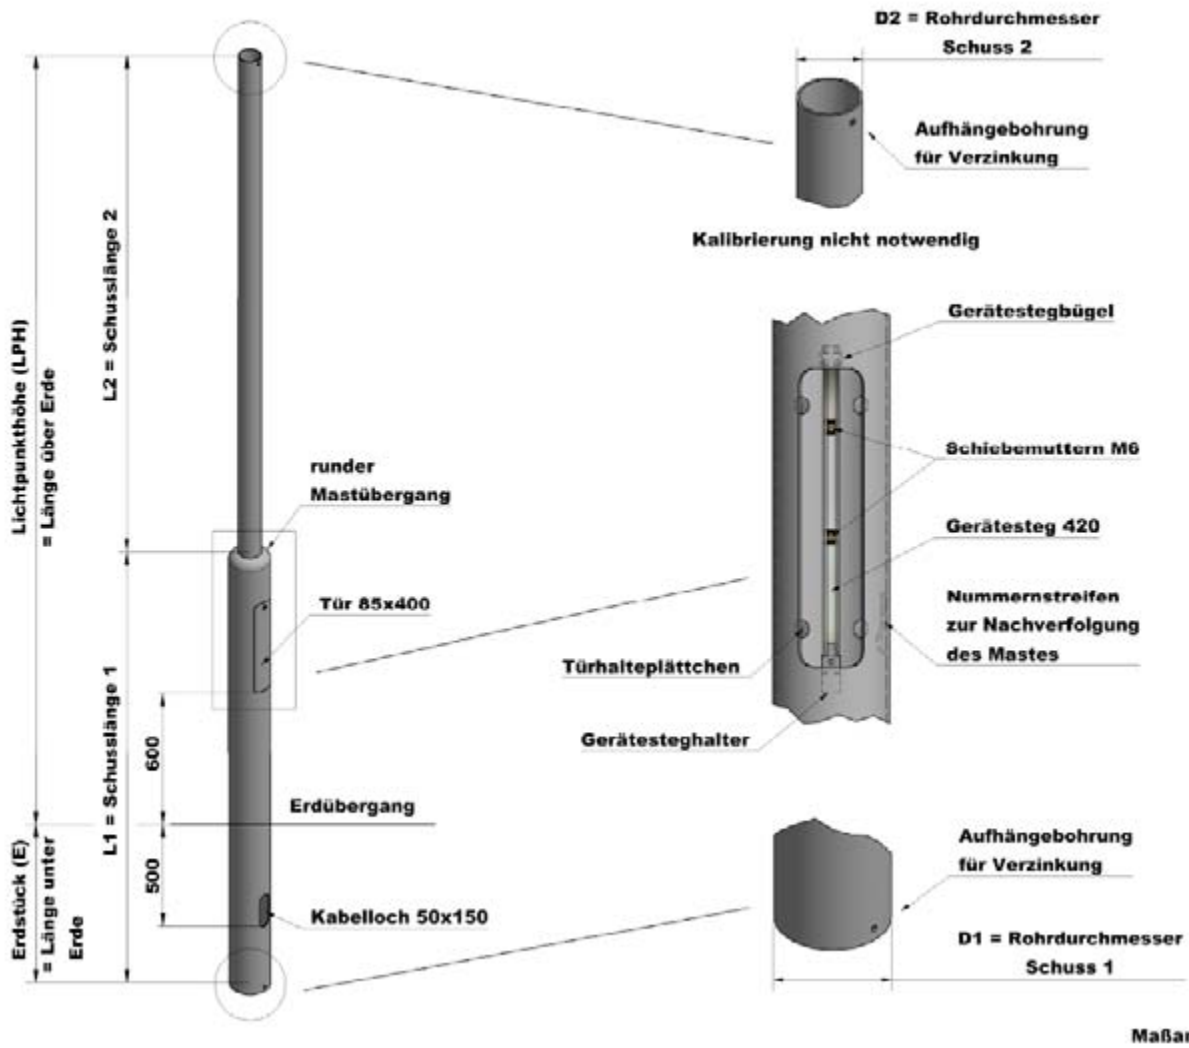 D2 = Rohrdurchmesser
Schuss 2
Aufhängebohrung
für Verzinkung
Kalibrierung nicht notwendig
Lichtpunkthöhe (LPH)
= Länge über Erde
L2 = Schusslänge 2
runder
Mastübergang
Tür 85x400
L1 = Schusslänge 1
600
Erdübergang
500
Kabelloch 50x150
Erdstück (E)
= Länge unter
Erde
Gerätestegbügel
Schiebemuttern M6
Gerätesteg 420
Nummernstreifen
zur Nachverfolgung
des Mastes
Türhalteplättchen
Gerätesteghalter
Aufhängebohrung
für Verzinkung
D1 = Rohrdurchmesser
Schuss 1